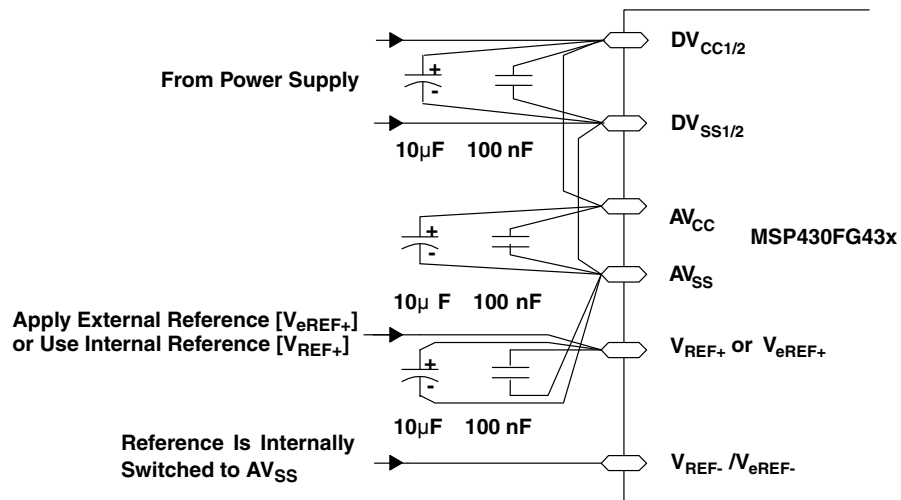 DVCC1/2
From Power Supply
+
-
DVSS1/2
10μF 100 nF
AVCC
MSP430FG43x
+
-
AVSS
10μ F 100 nF
Apply External Reference [VeREF+]
or Use Internal Reference [VREF+]
VREF+ or VeREF+
+
-
10μF 100 nF
Reference Is Internally
Switched to AVSS
VREF- /VeREF-